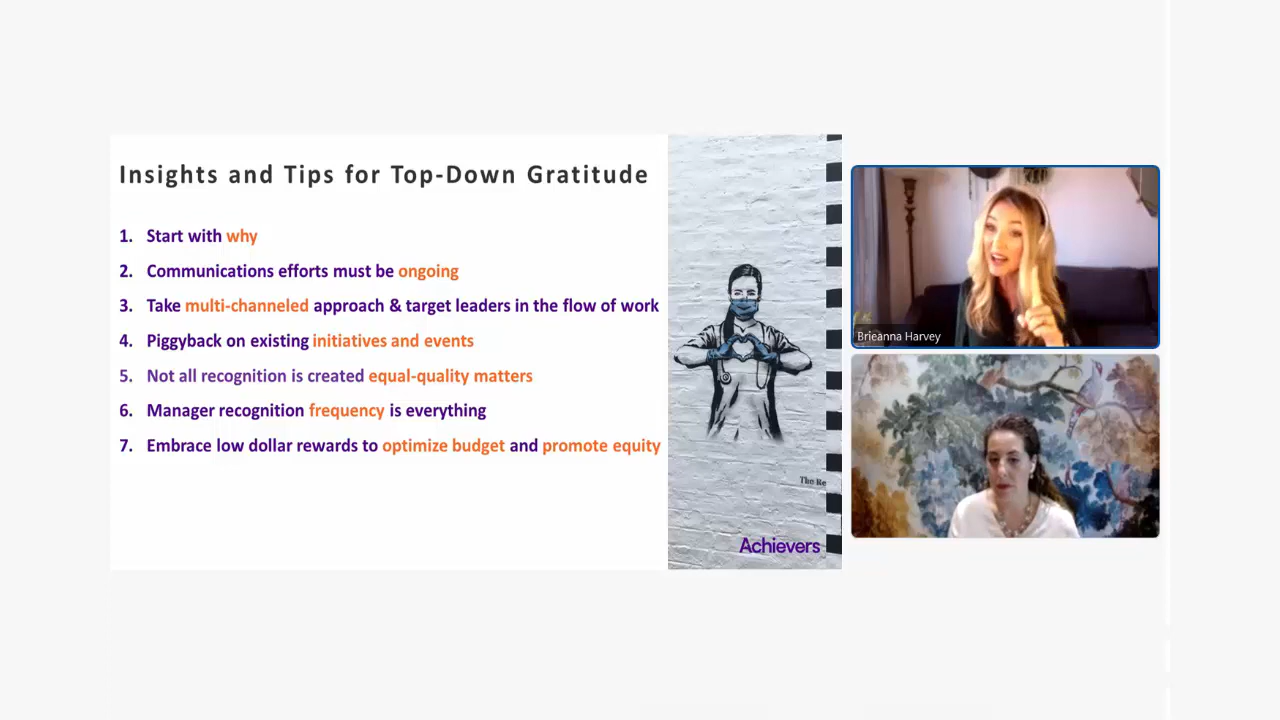 Insights and Tips for Top-Down Gratitude
1. Start with why
2. Communications efforts must be ongoing
3. Take multi-channeled approach & target leaders in the flow of work
4. Piggyback on existing initiatives and events
5. Not all recognition is created equal-quality matters
6. Manager recognition frequency is everything
7. Embrace low dollar rewards to optimize budget and promote equity
The Re
Achievers
Brieanna Harvey